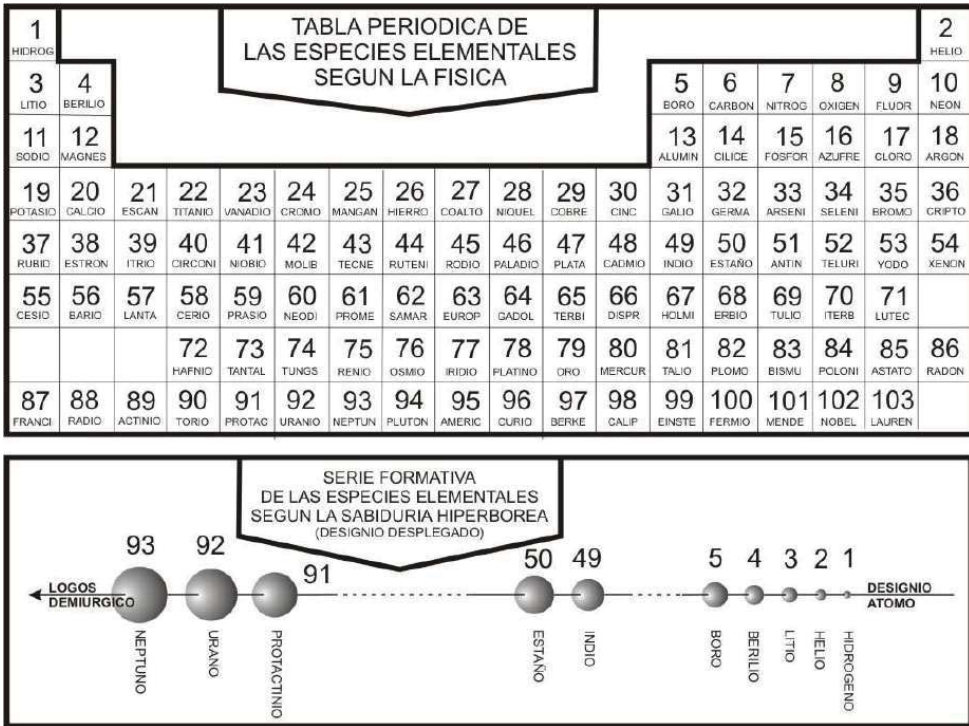 TABLA PERIODICA DE
LAS ESPECIES ELEMENTALES
SEGUN LA FISICA
1 2
HIDROG HELIO
3 4 5 6 7 8 9 10
LITIO BERILIO BORO CARBON NITROG OXIGEN FLUOR NEON
11 12 13 14 15 16 17 18
SODIO MAGNES ALUMIN CILICE FOSFOR AZUFRE CLORO ARGON
19 20 21 22 23 24 25 26 27 28 29 30 31 32 33 34 35 36
POTASIO CALCIO ESCAN TITANIO VANADIO CROMO MANGAN HIERRO COALTO NIQUEL COBRE CINC GALIO GERMA ARSENI SELENI BROMO CRIPTO
37 38 39 40 41 42 43 44 45 46 47 48 49 50 51 52 53 54
RUBIO ESTRON ITRIO CIRCONI NIOBIO MOLIB TECNE RUTENI RODIO PALADIO PLATA CADMIO INDIO ESTAÑO ANTIN TELURI YODO XENON
55 56 57 58 59 60 61 62 63 64 65 66 67 68 69 70 71
CESIO BARIO LANTA CERIO PRASIO NEODI PROME SAMAR EUROP GADOL TERBI DISPR HOLMI ERBIO TULIO ITERB LUTEC
72 73 74 75 76 77 78 79 80 81 82 83 84 85 86
HAFNIO TANTAL TUNGS RENIO OSMIO IRIDIO PLATINO ORO MERCUR TALIO PLOMO BISMU POLONI ASTATO RADON
87 88 89 90 91 92 93 94 95 96 97 98 99 100 101 102 103
FRANCI RADIO ACTINIO TORIO PROTAC URANIO NEPTUN PLUTON AMERIC CURIO BERKE CALIP EINSTE FERMIO MENDE NOBEL LAUREN
SERIE FORMATIVA
DE LAS ESPECIES ELEMENTALES
SEGUN LA SABIDURIA HIPERBOREA
(DESIGNIO DESPLEGADO)
93 92 91 50 49 5 4 3 2 1
LOGOS
DEMIURGICO
DESIGNIO
ATOMO
NEPTUNO
URANO
PROTACTINIO
ESTAÑO
INDIO
BORO
BERILIO
LITIO
HELIO
HIDROGENO